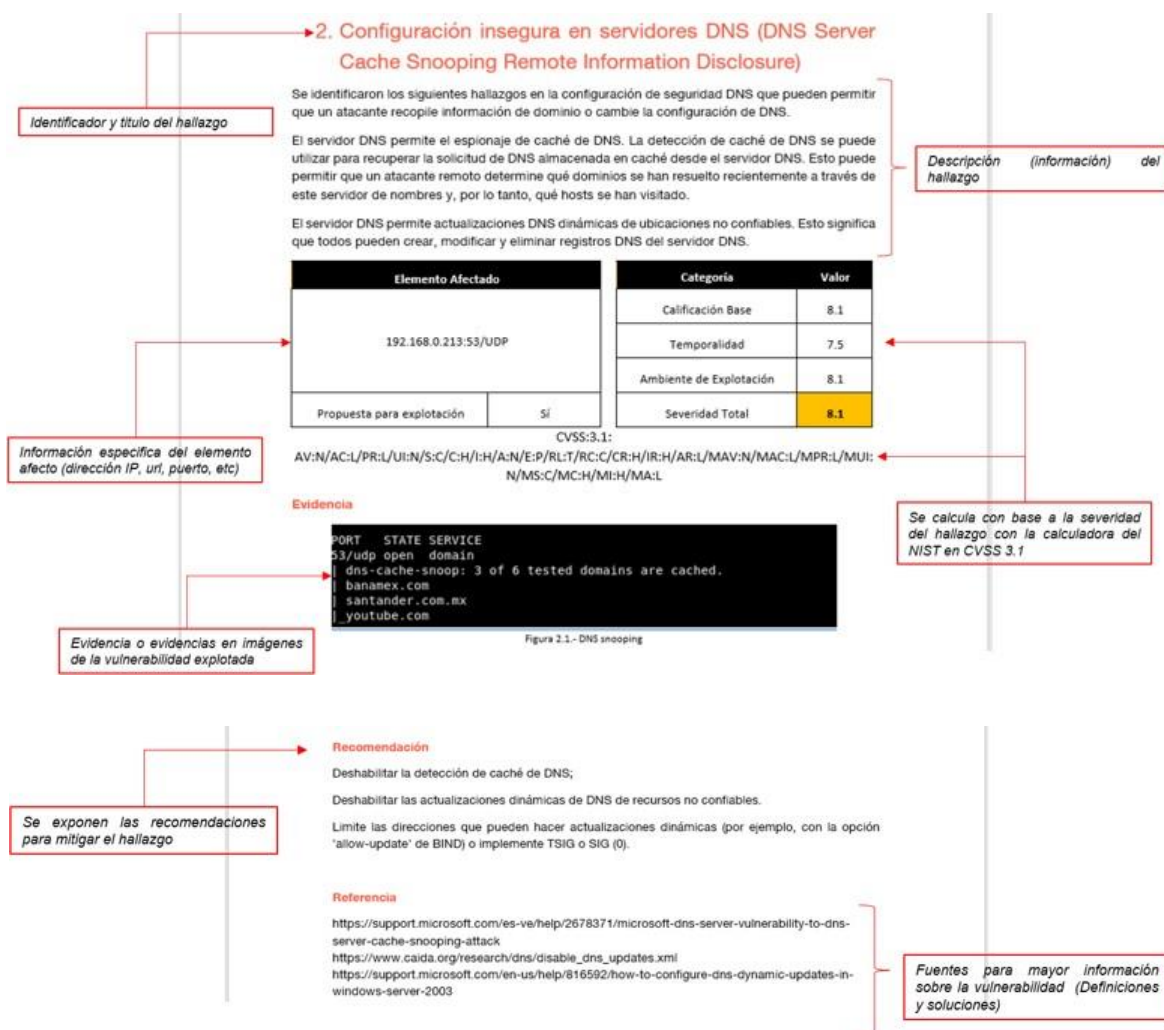 2. Configuración insegura en servidores DNS (DNS Server
Cache Snooping Remote Information Disclosure)
Identificador y titulo del hallazgo
Se identificaron los siguientes hallazgos en la configuración de seguridad DNS que pueden permitir
que un atacante recopile información de dominio o cambie la configuración de DNS.
El servidor DNS permite el espionaje de caché de DNS. La detección de caché de DNS se puede
utilizar para recuperar la solicitud de DNS almacenada en caché desde el servidor DNS. Esto puede
permitir que un atacante remoto determine qué dominios se han resuelto recientemente a través de
este servidor de nombres y, por lo tanto, qué hosts se han visitado.
El servidor DNS permite actualizaciones DNS dinámicas de ubicaciones no confiables. Esto significa
que todos pueden crear, modificar y eliminar registros DNS del servidor DNS.
Descripción (información) del
hallazgo
Elemento Afectado
192.168.0.213:53/UDP
Propuesta para explotación Sí
Categoría Valor
Calificación Base 8.1
Temporalidad 7.5
Ambiente de Explotación 8.1
Severidad Total 8.1
Información especifica del elemento
afecto (dirección IP, url, puerto, etc)
CVSS:3.1:
AV:N/AC:L/PR:L/UI:N/S:C/C:H/I:H/A:N/E:P/RL:T/RC:C/CR:H/IR:H/AR:L/MAV:N/MAC:L/MPR:L/MUI:
N/MS:C/MC:H/MI:H/MA:L
Se calcula con base a la severidad
del hallazgo con la calculadora del
NIST en CVSS 3.1
Evidencia
PORT STATE SERVICE
53/udp open domain
| dns-cache-snoop: 3 of 6 tested domains are cached.
| banamex.com
| santander.com.mx
|_youtube.com
Figura 2.1.- DNS snooping
Evidencia o evidencias en imágenes
de la vulnerabilidad explotada
Recomendación
Deshabilitar la detección de caché de DNS;
Deshabilitar las actualizaciones dinámicas de DNS de recursos no confiables.
Limite las direcciones que pueden hacer actualizaciones dinámicas (por ejemplo, con la opción
'allow-update' de BIND) o implemente TSIG o SIG (0).
Se exponen las recomendaciones
para mitigar el hallazgo
Referencia
https://support.microsoft.com/es-ve/help/2678371/microsoft-dns-server-vulnerability-to-dns-
server-cache-snooping-attack
https://www.caida.org/research/dns/disable_dns_updates.xml
https://support.microsoft.com/en-us/help/816592/how-to-configure-dns-dynamic-updates-in-
windows-server-2003
Fuentes para mayor información
sobre la vulnerabilidad (Definiciones
y soluciones)